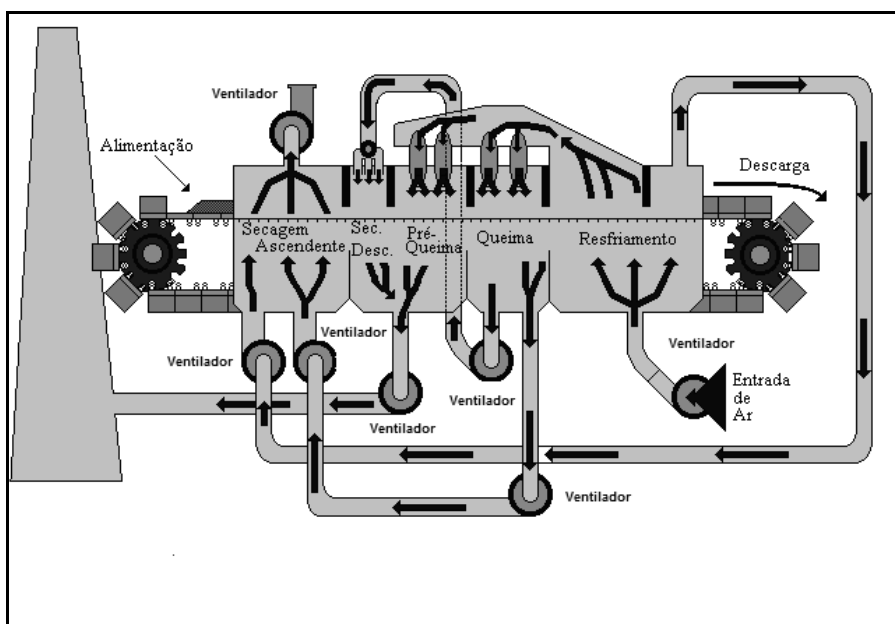 Ventilador
Alimentação
Descarga
Secagem
Ascendente
Sec.
Desc.
Pré-
Queima
Queima
Resfriamento
Ventilador
Ventilador
Ventilador
Ventilador
Ventilador
Entrada
de
Ar
Ventilador
Ventilador